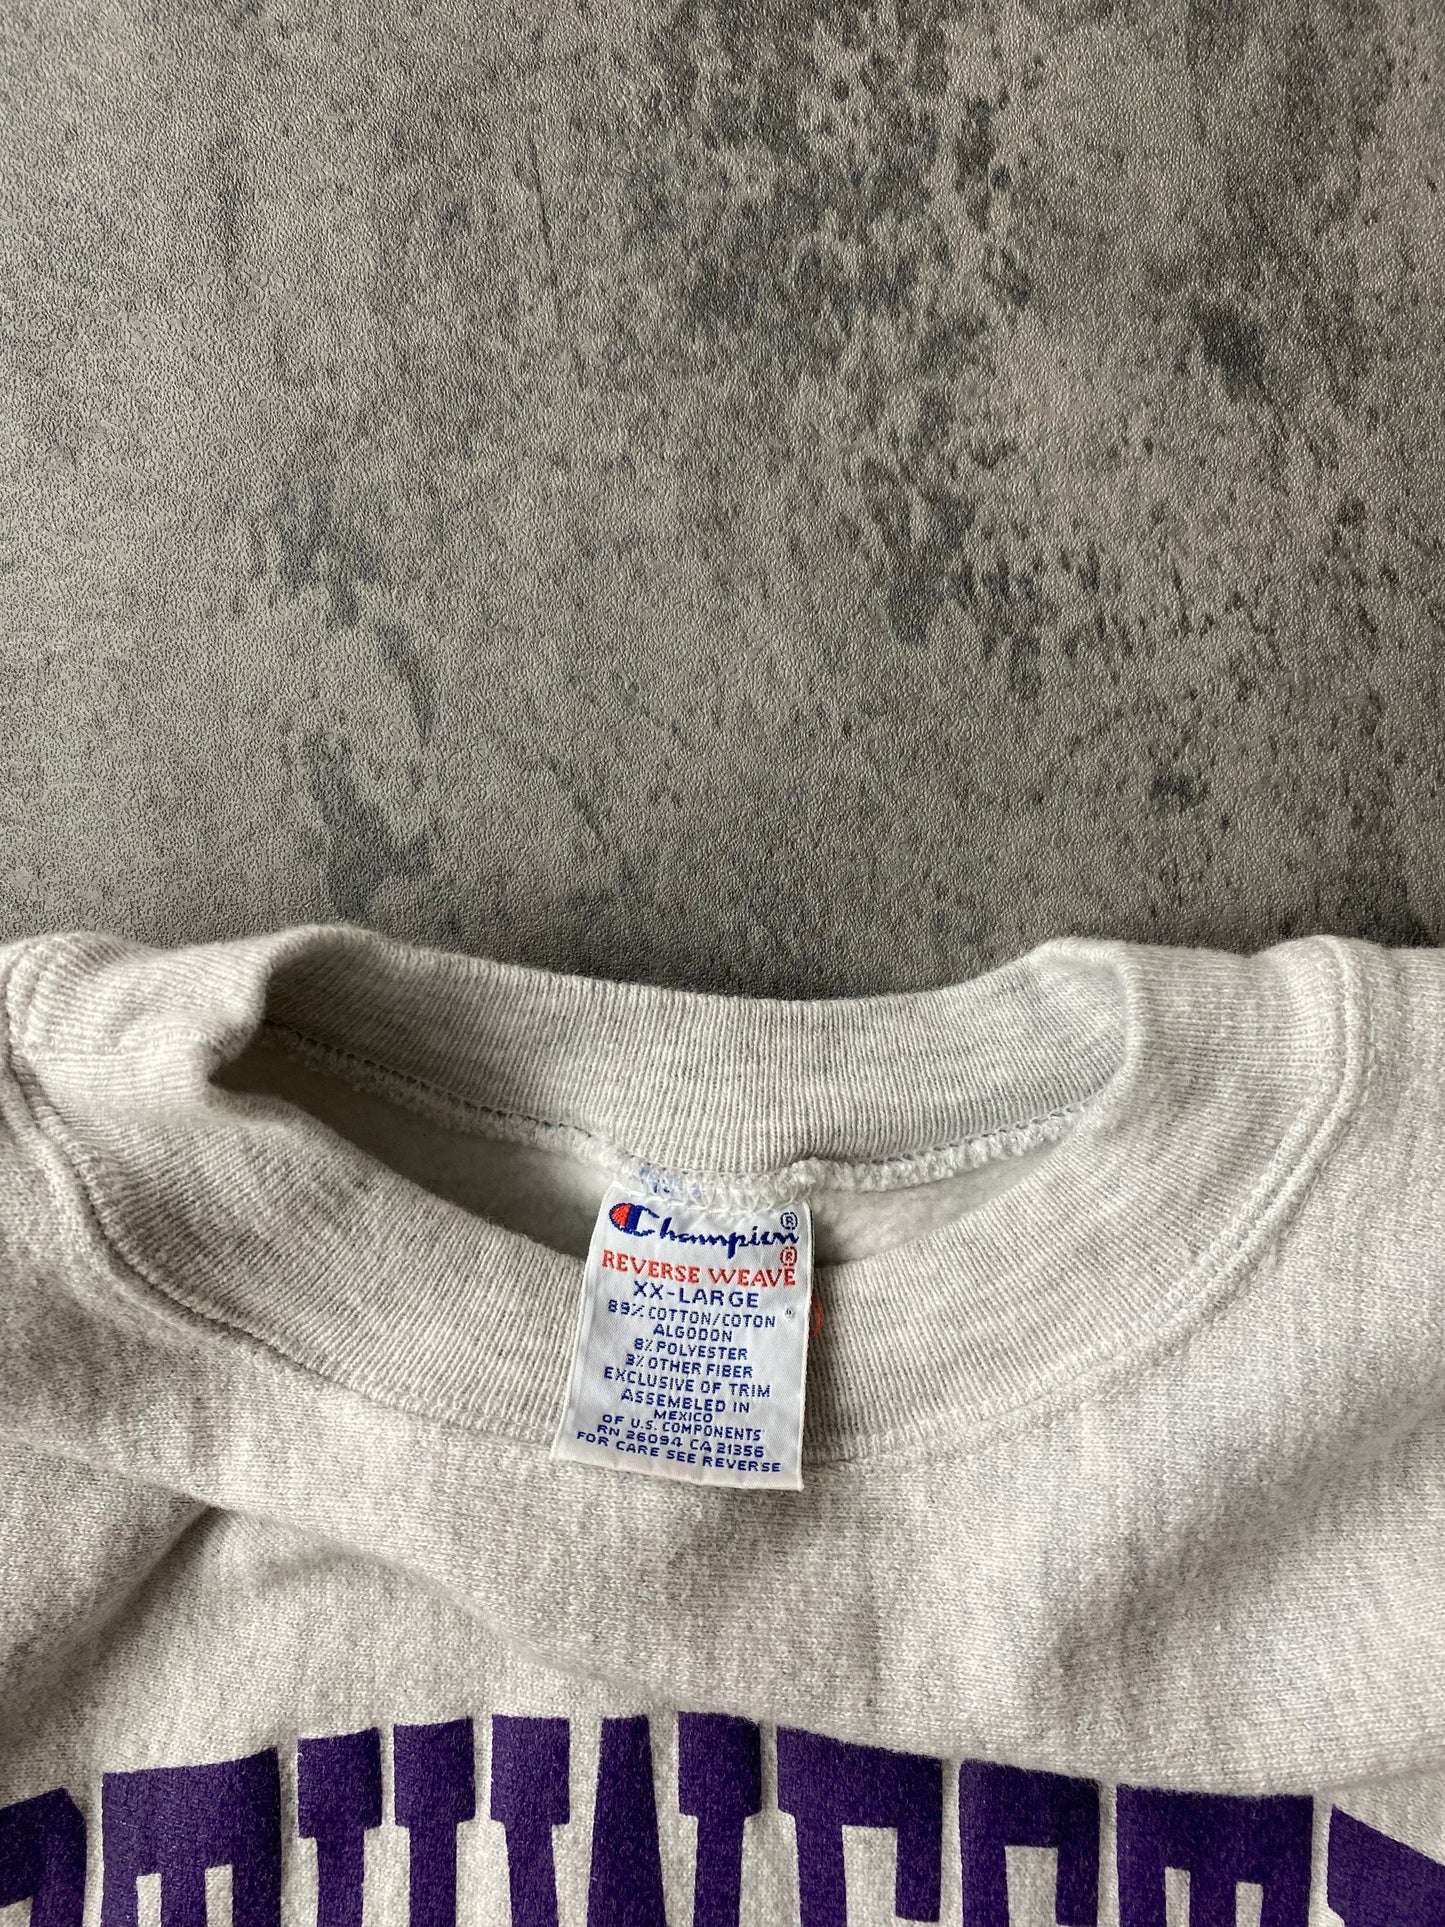 Champion®
REVERSE WEAVE®
XX-LARGE
89% COTTON/COTON
ALGODON
8% POLYESTER
3% OTHER FIBER
EXCLUSIVE OF TRIM
ASSEMBLED IN
MEXICO
OF U.S. COMPONENTS
RN 26094 CA 21356
FOR CARE SEE REVERSE